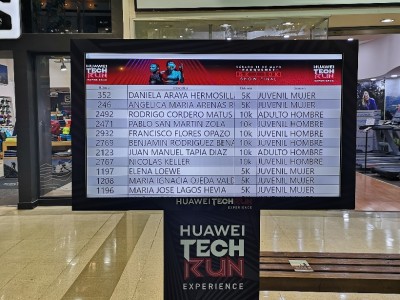 HUAWEI
TECH
RUN
EXPERIENCE
HUAWEI
TECH
RUN
352 DANIELA ARAYA HERMOSILL 5K JUVENIL MUJER
246 ANGELICA MARIA ARENAS R 5K JUVENIL MUJER
2492 RODRIGO CORDERO MATUS 10k ADULTO HOMBRE
2471 PABLO SAN MARTIN ZOLA 10k JUVENIL HOMBRE
2932 FRANCISCO FLORES OPAZO 10k JUVENIL HOMBRE
2769 BENJAMIN RODRIGUEZ BENA 10k JUVENIL HOMBRE
2123 JUAN MANUEL TAPIA DIAZ 10k ADULTO HOMBRE
2767 NICOLAS KELLER 10k JUVENIL HOMBRE
1197 ELENA LOEWE 5K JUVENIL MUJER
1208 MARIA IGNACIA OJEDA VALE 5K JUVENIL MUJER
1196 MARIA JOSE LAGOS HEVIA 5K JUVENIL MUJER
HUAWEI TECH RUN
EXPERIENCE
HUAWEI
TECH
RUN
EXPERIENCE